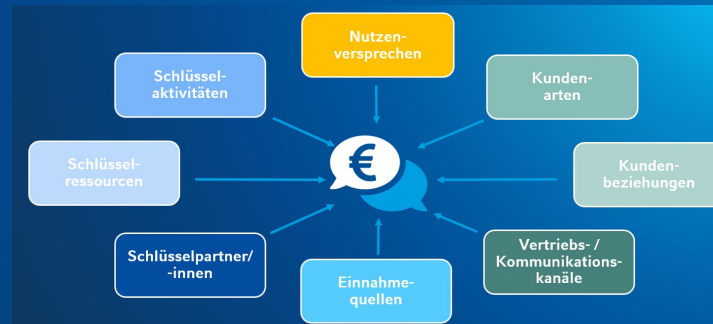 Nutzen-
versprechen
Schlüssel-
aktivitäten
Kunden-
arten
€
Schlüssel-
ressourcen
Kunden-
beziehungen
Schlüsselpartner/
-innen
Einnahme-
quellen
Vertriebs- /
Kommunikations-
kanäle